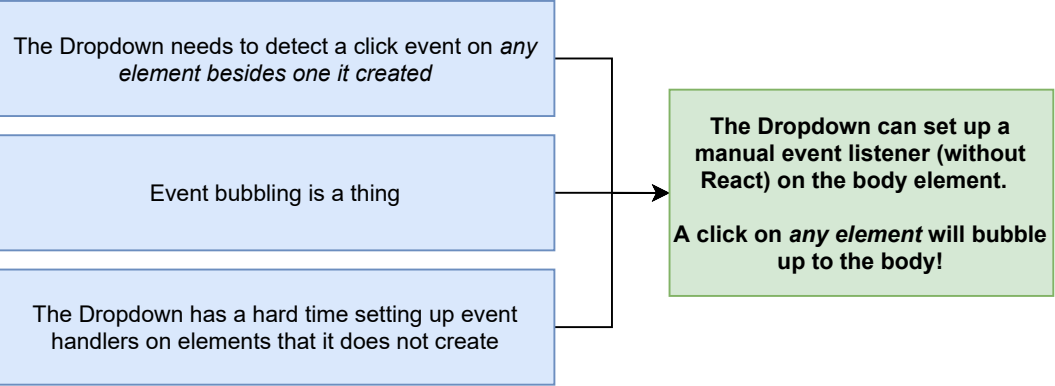 The Dropdown needs to detect a click event on any
element besides one it created
Event bubbling is a thing
The Dropdown has a hard time setting up event
handlers on elements that it does not create
The Dropdown can set up a
manual event listener (without
React) on the body element.
A click on any element will bubble
up to the body!